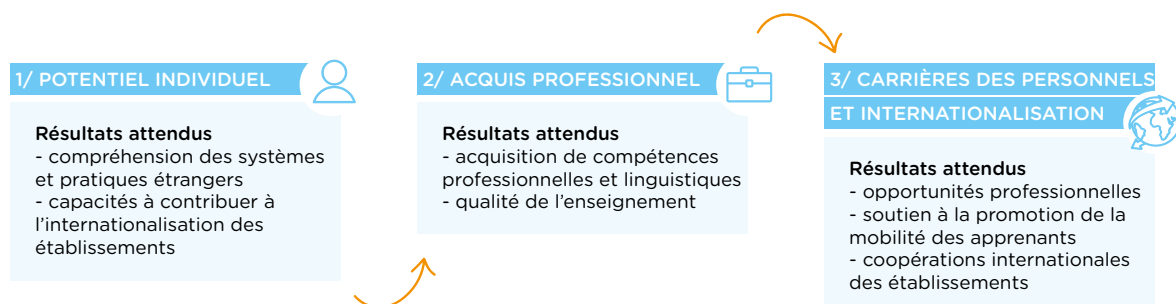 1/ POTENTIEL INDIVIDUEL
Résultats attendus
- compréhension des systèmes
et pratiques étrangers
- capacités à contribuer à
l’internationalisation des
établissements
2/ ACQUIS PROFESSIONNEL
Résultats attendus
- acquisition de compétences
professionnelles et linguistiques
- qualité de l’enseignement
3/ CARRIÈRES DES PERSONNELS
ET INTERNATIONALISATION
Résultats attendus
- opportunités professionnelles
- soutien à la promotion de la
mobilité des apprenants
- coopérations internationales
des établissements